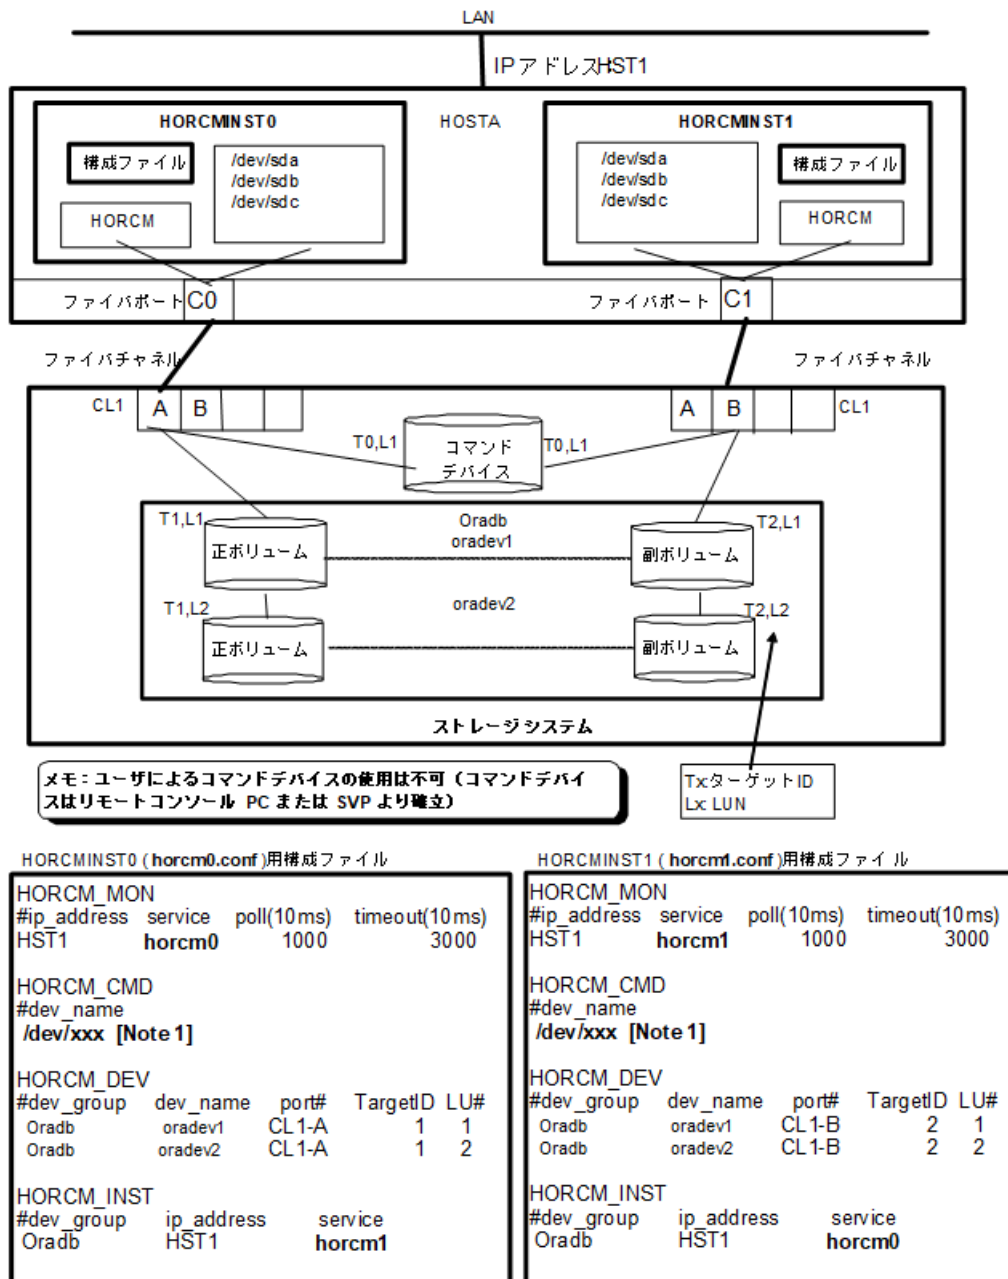 LAN
IPアドレスHST1
HORCMINST0
HOSTA
HORCMINST1
構成ファイル
/dev/sda
/dev/sdb
/dev/sdc
HORCM
/dev/sda
/dev/sdb
/dev/sdc
構成ファイル
HORCM
ファイバポート
C0
ファイバポート
C1
ファイバチャネル
ファイバチャネル
CL1
A
B
A
B
CL1
T0,L1
コマンド
デバイス
T0,L1
T1,L1
正ボリューム
Oradb
oradev1
T2,L1
副ボリューム
T1,L2
正ボリューム
oradev2
T2,L2
副ボリューム
ストレージシステム
メモ：ユーザによるコマンドデバイスの使用は不可（コマンドデバイ
スはリモートコンソール PC または SVP より確立）
Tx:ターゲットID
Lx: LUN
HORCMINST0 (horcm0.conf)用構成ファイル
HORCM_MON
#ip_address service poll(10ms) timeout(10ms)
HST1 horcm0 1000 3000
HORCM_CMD
#dev_name
/dev/xxx [Note 1]
HORCM_DEV
#dev_group dev_name port# TargetID LU#
Oradb oradev1 CL1-A 1 1
Oradb oradev2 CL1-A 1 2
HORCM_INST
#dev_group ip_address service
Oradb HST1 horcm1
HORCMINST1 (horcm1.conf)用構成ファイル
HORCM_MON
#ip_address service poll(10ms) timeout(10ms)
HST1 horcm1 1000 3000
HORCM_CMD
#dev_name
/dev/xxx [Note 1]
HORCM_DEV
#dev_group dev_name port# TargetID LU#
Oradb oradev1 CL1-B 2 1
Oradb oradev2 CL1-B 2 2
HORCM_INST
#dev_group ip_address service
Oradb HST1 horcm0